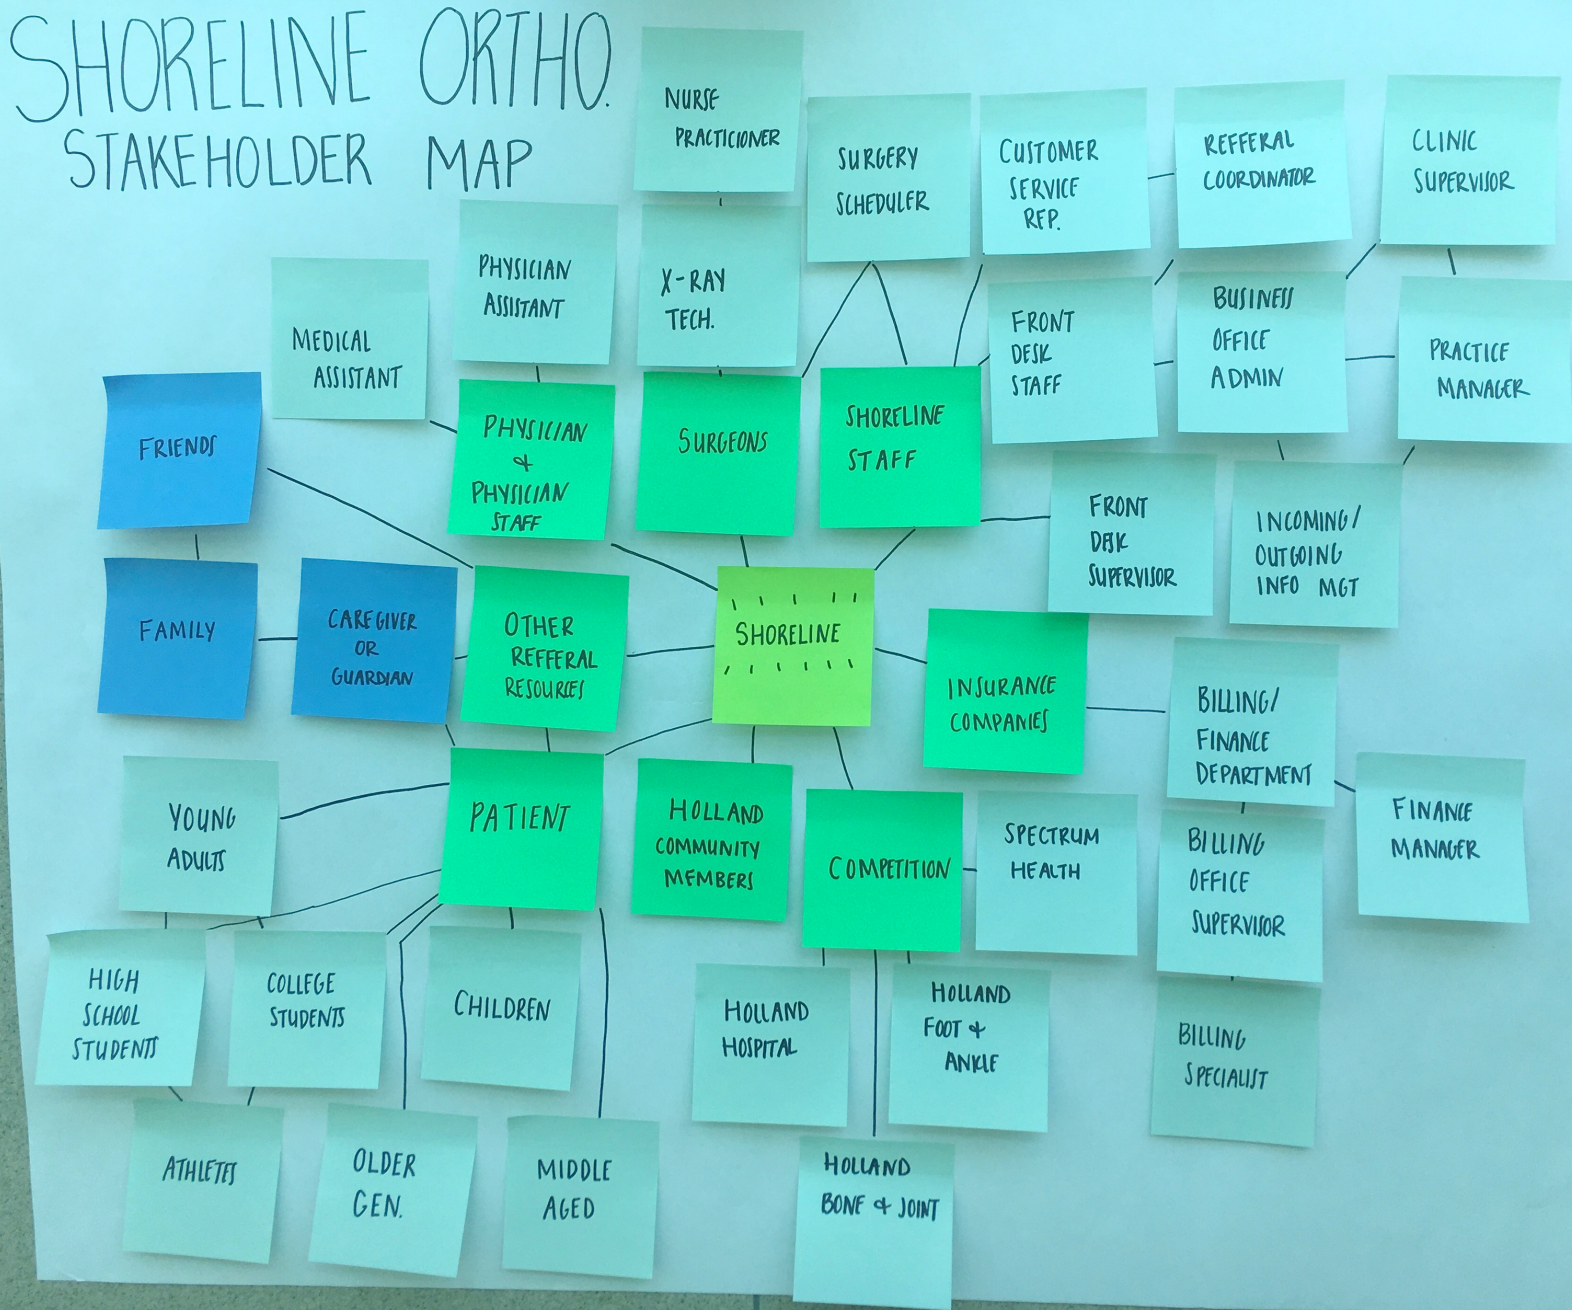 SHORELINE ORTHO.
STAKEHOLDER MAP
NURSE
PRACTICIONER
SURGERY
SCHEDULER
CUSTOMER
SERVICE
REP.
REFFERAL
COORDINATOR
CLINIC
SUPERVISOR
PHYSICIAN
ASSISTANT
X-RAY
TECH.
MEDICAL
ASSISTANT
FRONT
DESK
STAFF
BUSINESS
OFFICE
ADMIN
PRACTICE
MANAGER
FRIENDS
PHYSICIAN
&
PHYSICIAN
STAFF
SURGEONS
SHORELINE
STAFF
FRONT
DESK
SUPERVISOR
INCOMING/
OUTGOING
INFO MGT
FAMILY
CAREGIVER
OR
GUARDIAN
OTHER
REFFERAL
RESOURCES
SHORELINE
INSURANCE
COMPANIES
BILLING/
FINANCE
DEPARTMENT
YOUNG
ADULTS
PATIENT
HOLLAND
COMMUNITY
MEMBERS
COMPETITION
SPECTRUM
HEALTH
BILLING
OFFICE
SUPERVISOR
FINANCE
MANAGER
HIGH
SCHOOL
STUDENTS
COLLEGE
STUDENTS
CHILDREN
HOLLAND
HOSPITAL
HOLLAND
FOOT &
ANKLE
BILLING
SPECIALIST
ATHLETES
OLDER
GEN.
MIDDLE
AGED
HOLLAND
BONE & JOINT